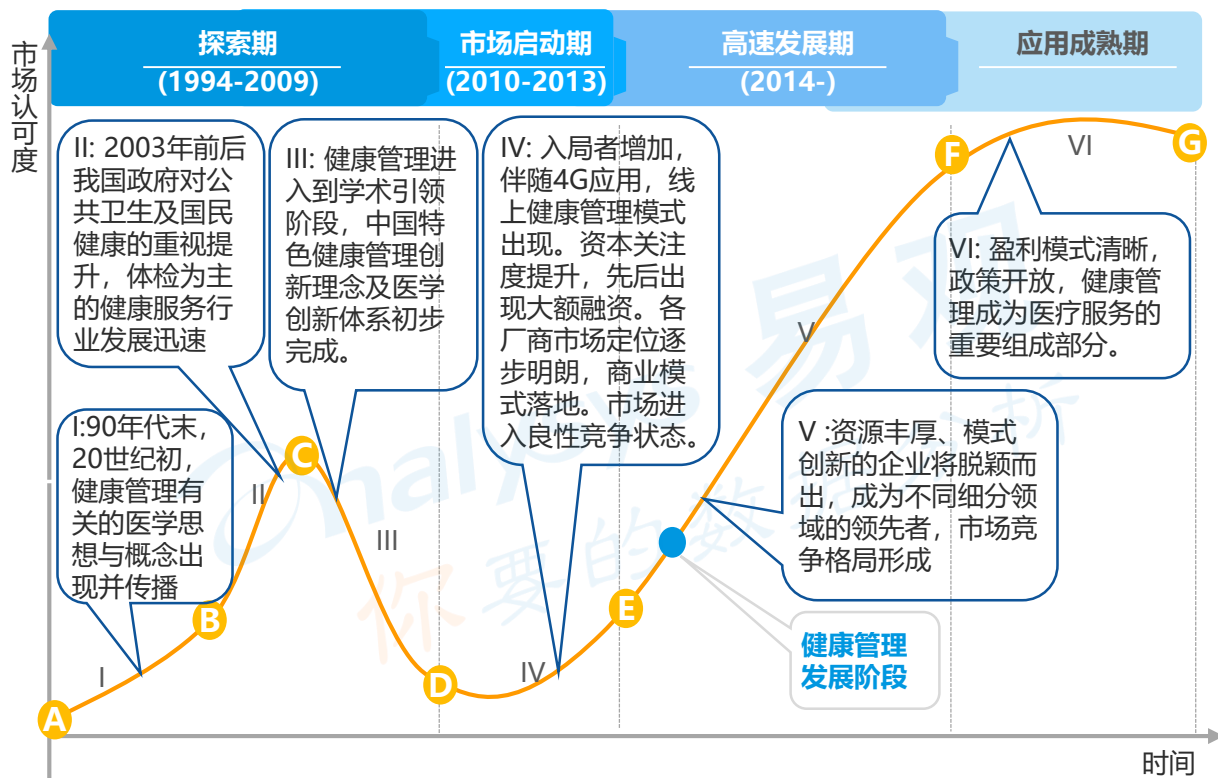 探索期
(1994-2009)
市场启动期
(2010-2013)
高速发展期
(2014-)
应用成熟期
市场认可度
II: 2003年前后
我国政府对公
共卫生及国民
健康的重视提
升，体检为主
的健康服务行
业发展迅速
III: 健康管理进
入到学术引领
阶段，中国特
色健康管理创
新理念及医学
创新体系初步
完成。
IV: 入局者增加，
伴随4G应用，线
上健康管理模式
出现。资本关注
度提升，先后出
现大额融资。各
厂商市场定位逐
步明朗，商业模
式落地。市场进
入良性竞争状态。
VI: 盈利模式清晰，
政策开放，健康管
理成为医疗服务的
重要组成部分。
I:90年代末，
20世纪初，
健康管理有
关的医学思
想与概念出
现并传播
V :资源丰厚、模式
创新的企业将脱颖而
出，成为不同细分领
域的领先者，市场竞
争格局形成
健康管理
发展阶段
A
I
B
II
C
III
D
IV
E
V
F
VI
G
时间
nalysys 易观
你要的数据分析